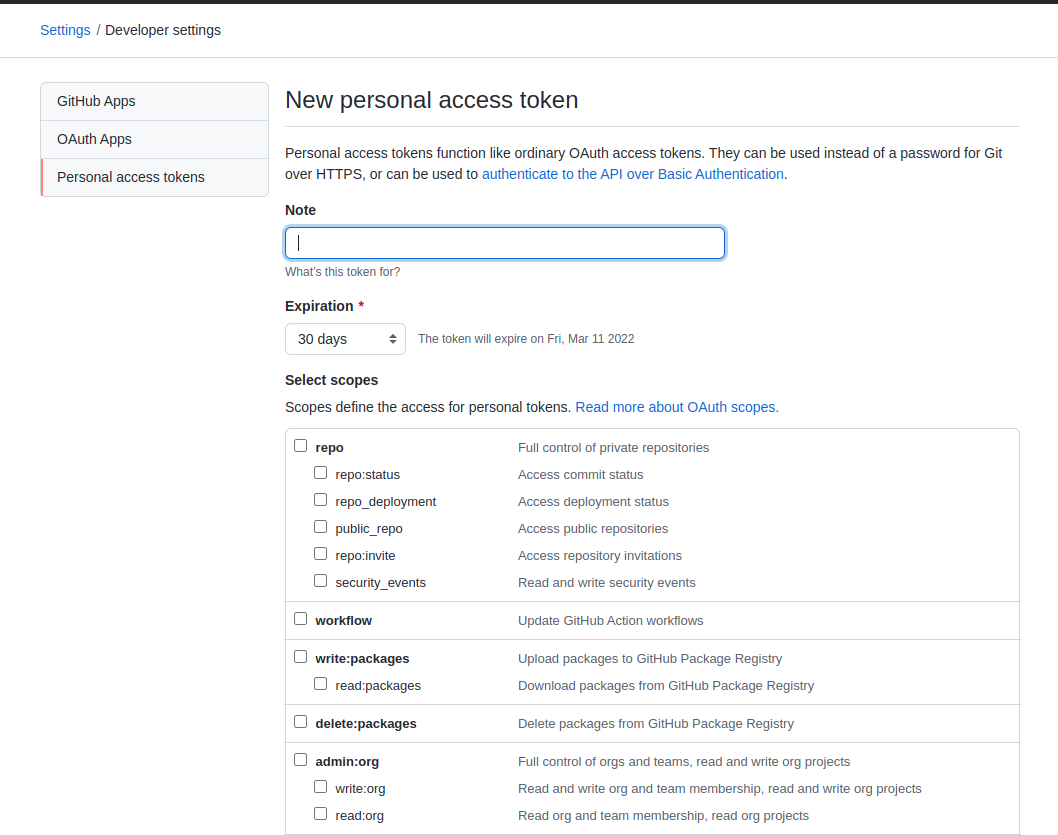 Settings / Developer settings
GitHub Apps
OAuth Apps
Personal access tokens
New personal access token
Personal access tokens function like ordinary OAuth access tokens. They can be used instead of a password for Git
over HTTPS, or can be used to authenticate to the API over Basic Authentication.
Note
What's this token for?
Expiration *
30 days The token will expire on Fri, Mar 11 2022
Select scopes
Scopes define the access for personal tokens. Read more about OAuth scopes.
repo Full control of private repositories
repo:status Access commit status
repo_deployment Access deployment status
public_repo Access public repositories
repo:invite Access repository invitations
security_events Read and write security events
workflow Update GitHub Action workflows
write:packages Upload packages to GitHub Package Registry
read:packages Download packages from GitHub Package Registry
delete:packages Delete packages from GitHub Package Registry
admin:org Full control of orgs and teams, read and write org projects
write:org Read and write org and team membership, read and write org projects
read:org Read org and team membership, read org projects